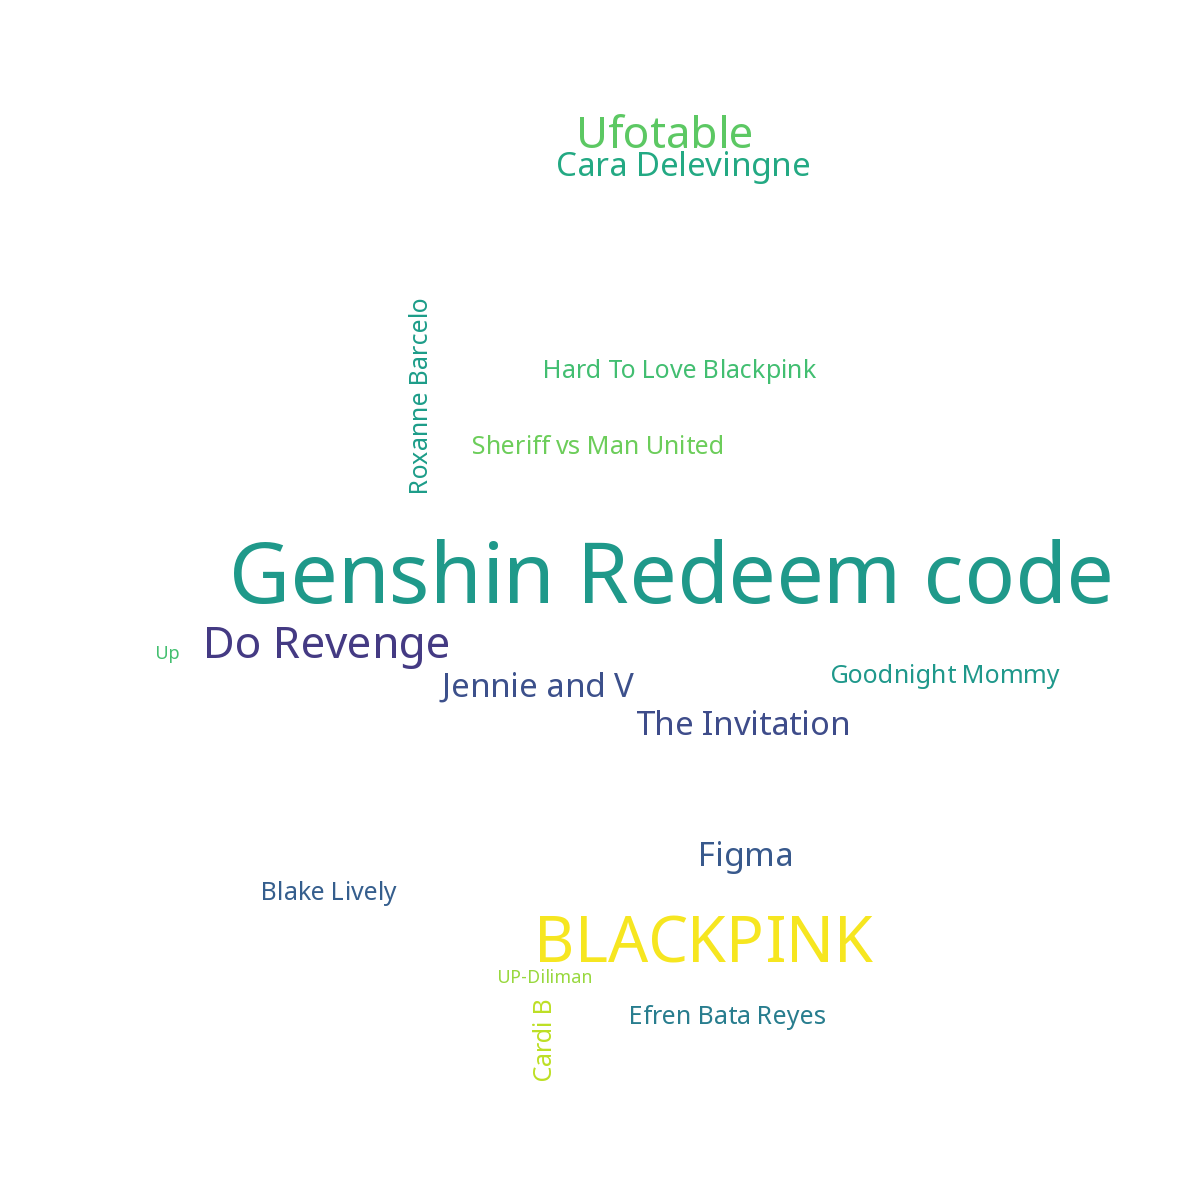 Ufotable
Cara Delevingne
Roxanne Barcelo
Hard To Love Blackpink
Sheriff vs Man United
Genshin Redeem code
Do Revenge
Up
Jennie and V
Goodnight Mommy
The Invitation
Figma
Blake Lively
BLACKPINK
UP-Diliman
Cardi B
Efren Bata Reyes